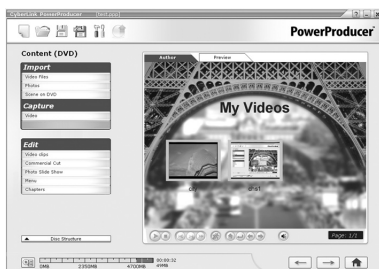 CyberLink PowerProducer
PowerProducer
Content (DVD)
Import
Video files
Photos
Scene on DVD
Capture
Video
Edit
Video clips
Commercial Cut
Photo Slide Show
Menu
Chapters
Disc Structure
Author
Preview
My Videos
Page: 1/1
0MB
2350MB
4700MB
00:00:32
49MB